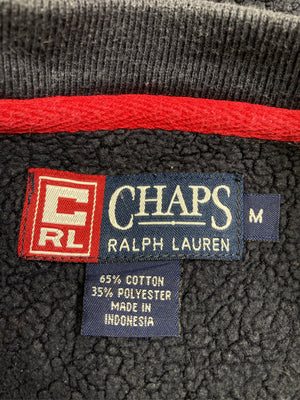 C
RL
CHAPS
RALPH LAUREN
M
65% COTTON
35% POLYESTER
MADE IN
INDONESIA